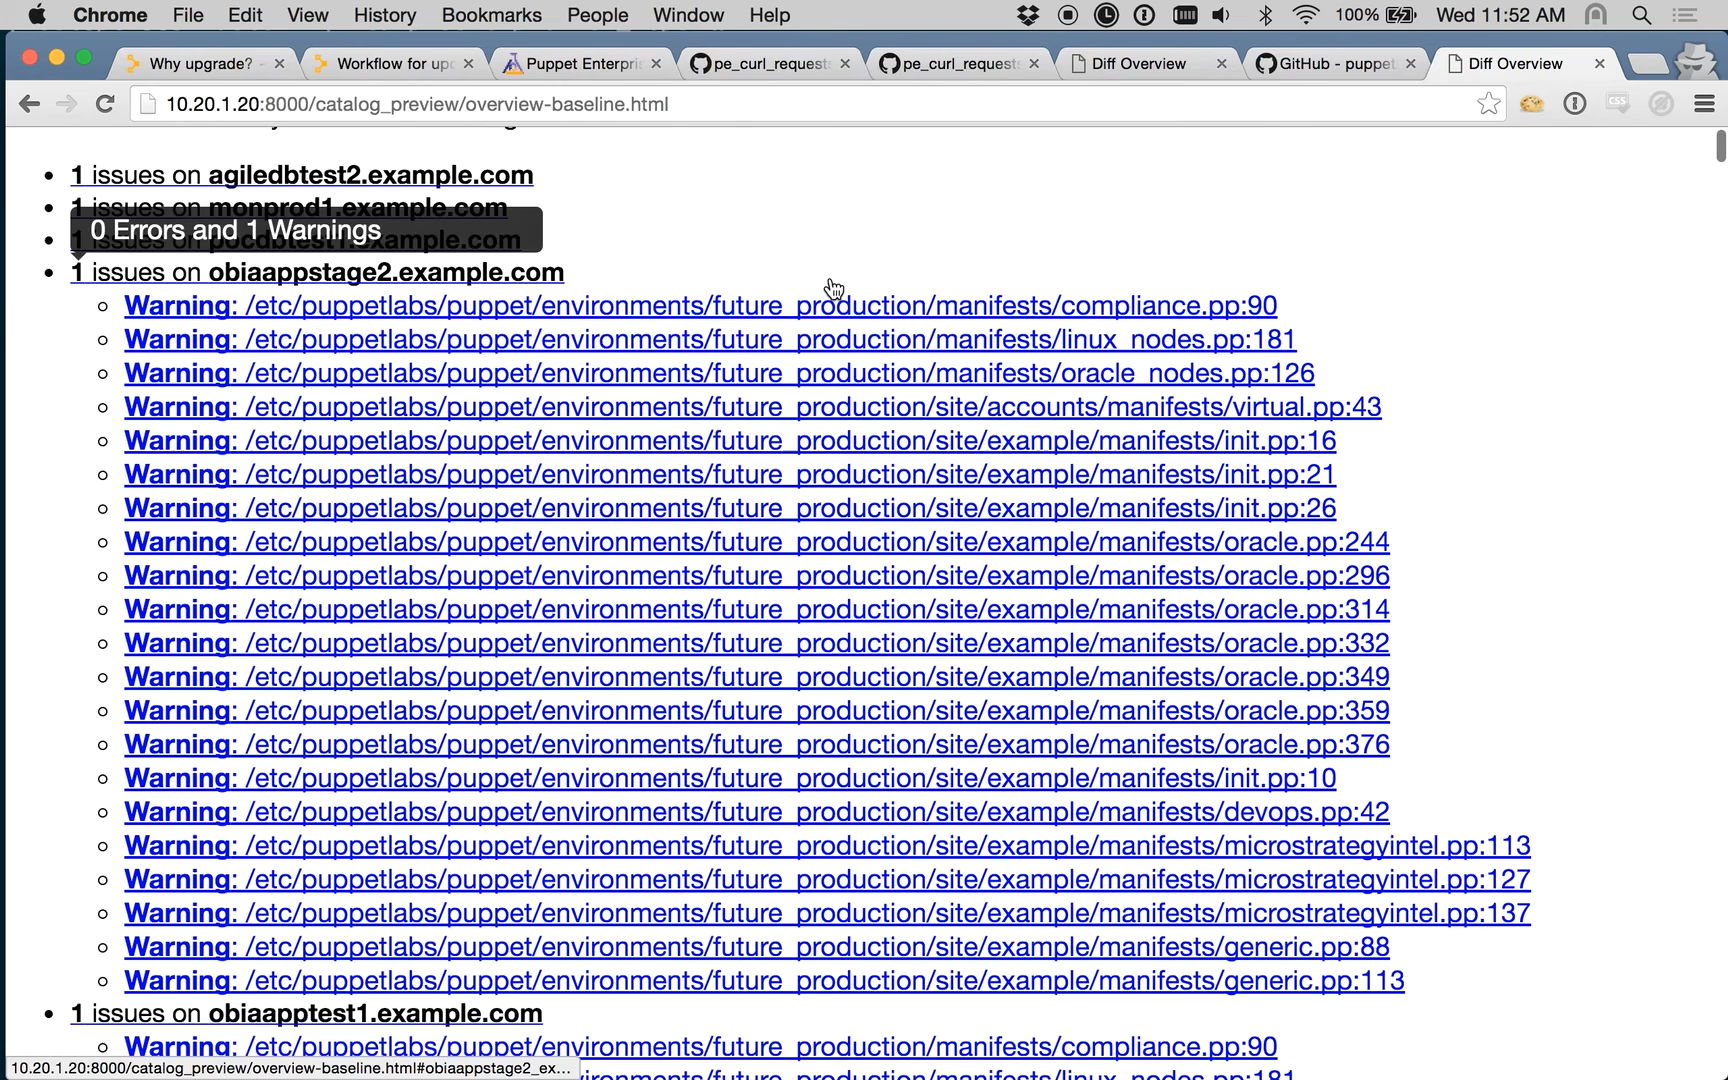 Chrome File Edit View History Bookmarks People Window Help 100% Wed 11:52 AM
Why upgrade? Workflow for upg Puppet Enterpri pe_curl_requests pe_curl_requests Diff Overview GitHub - puppet Diff Overview
10.20.1.20:8000/catalog_preview/overview-baseline.html CSS
1 issues on agiledbtest2.example.com
1 issues on monprod1.example.com
0 Errors and 1 Warnings
1 issues on pocdbtest1.example.com
1 issues on obiaappstage2.example.com
Warning: /etc/puppetlabs/puppet/environments/future_production/manifests/compliance.pp:90
Warning: /etc/puppetlabs/puppet/environments/future_production/manifests/linux_nodes.pp:181
Warning: /etc/puppetlabs/puppet/environments/future_production/manifests/oracle_nodes.pp:126
Warning: /etc/puppetlabs/puppet/environments/future_production/site/accounts/manifests/virtual.pp:43
Warning: /etc/puppetlabs/puppet/environments/future_production/site/example/manifests/init.pp:16
Warning: /etc/puppetlabs/puppet/environments/future_production/site/example/manifests/init.pp:21
Warning: /etc/puppetlabs/puppet/environments/future_production/site/example/manifests/init.pp:26
Warning: /etc/puppetlabs/puppet/environments/future_production/site/example/manifests/oracle.pp:244
Warning: /etc/puppetlabs/puppet/environments/future_production/site/example/manifests/oracle.pp:296
Warning: /etc/puppetlabs/puppet/environments/future_production/site/example/manifests/oracle.pp:314
Warning: /etc/puppetlabs/puppet/environments/future_production/site/example/manifests/oracle.pp:332
Warning: /etc/puppetlabs/puppet/environments/future_production/site/example/manifests/oracle.pp:349
Warning: /etc/puppetlabs/puppet/environments/future_production/site/example/manifests/oracle.pp:359
Warning: /etc/puppetlabs/puppet/environments/future_production/site/example/manifests/oracle.pp:376
Warning: /etc/puppetlabs/puppet/environments/future_production/site/example/manifests/init.pp:10
Warning: /etc/puppetlabs/puppet/environments/future_production/site/example/manifests/devops.pp:42
Warning: /etc/puppetlabs/puppet/environments/future_production/site/example/manifests/microstrategyintel.pp:113
Warning: /etc/puppetlabs/puppet/environments/future_production/site/example/manifests/microstrategyintel.pp:127
Warning: /etc/puppetlabs/puppet/environments/future_production/site/example/manifests/microstrategyintel.pp:137
Warning: /etc/puppetlabs/puppet/environments/future_production/site/example/manifests/generic.pp:88
Warning: /etc/puppetlabs/puppet/environments/future_production/site/example/manifests/generic.pp:113
1 issues on obiaapptest1.example.com
Warning: /etc/puppetlabs/puppet/environments/future_production/manifests/compliance.pp:90
10.20.1.20:8000/catalog_preview/overview-baseline.html#obiaappstage2_ex...
vironments/future_production/manifests/linux_nodes.pp:181